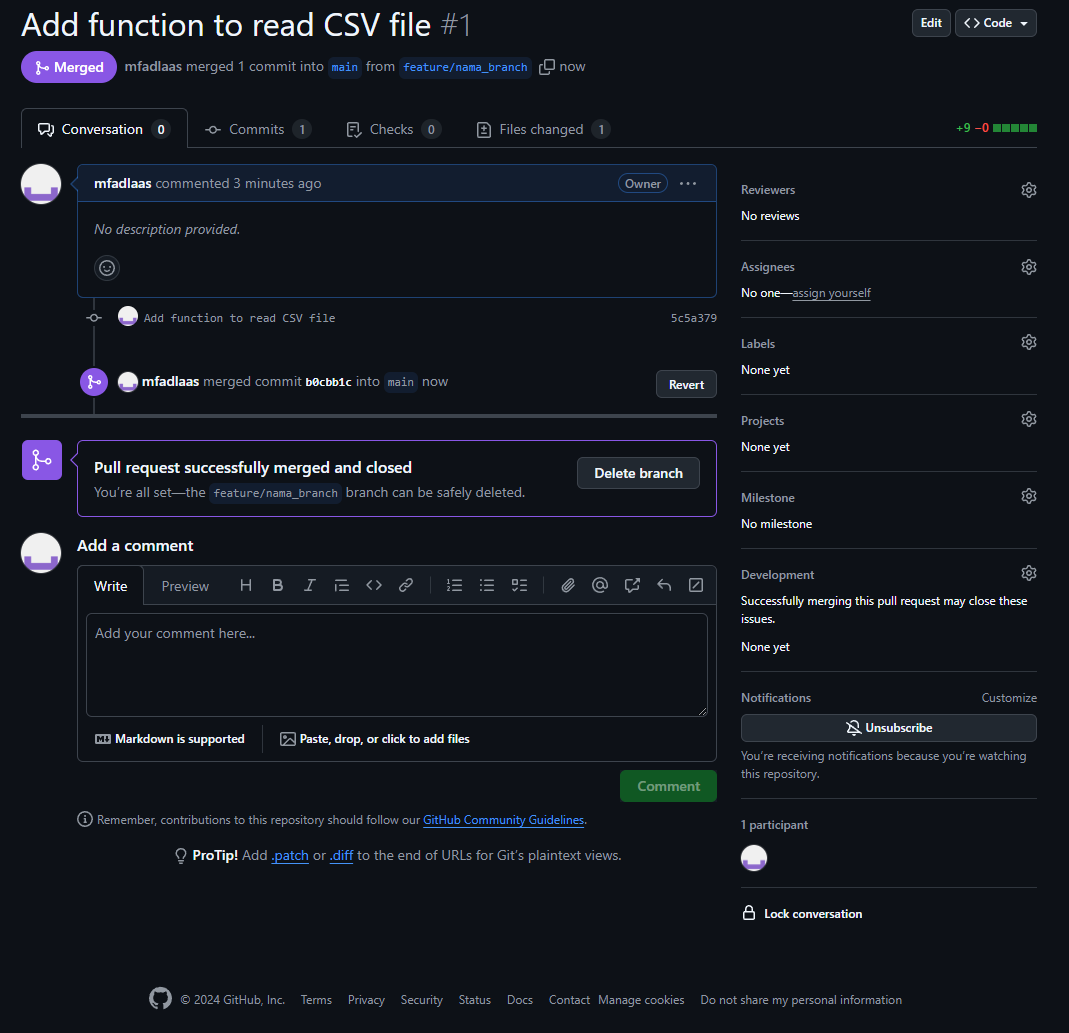 Add function to read CSV file #1
Edit
Code
Merged
mfadlaas merged 1 commit into main from feature/nama_branch now
Conversation 0
Commits 1
Checks 0
Files changed 1
+9 −0
mfadlaas commented 3 minutes ago
Owner
No description provided.
Add function to read CSV file
5c5a379
mfadlaas merged commit b0cbb1c into main now
Revert
Pull request successfully merged and closed
You’re all set—the feature/nama_branch branch can be safely deleted.
Delete branch
Add a comment
Write
Preview
Add your comment here...
Markdown is supported
Paste, drop, or click to add files
Comment
Remember, contributions to this repository should follow our GitHub Community Guidelines.
ProTip! Add .patch or .diff to the end of URLs for Git’s plaintext views.
Reviewers
No reviews
Assignees
No one—assign yourself
Labels
None yet
Projects
None yet
Milestone
No milestone
Development
Successfully merging this pull request may close these
issues.
None yet
Notifications
Customize
Unsubscribe
You’re receiving notifications because you’re watching
this repository.
1 participant
Lock conversation
© 2024 GitHub, Inc.
Terms
Privacy
Security
Status
Docs
Contact
Manage cookies
Do not share my personal information